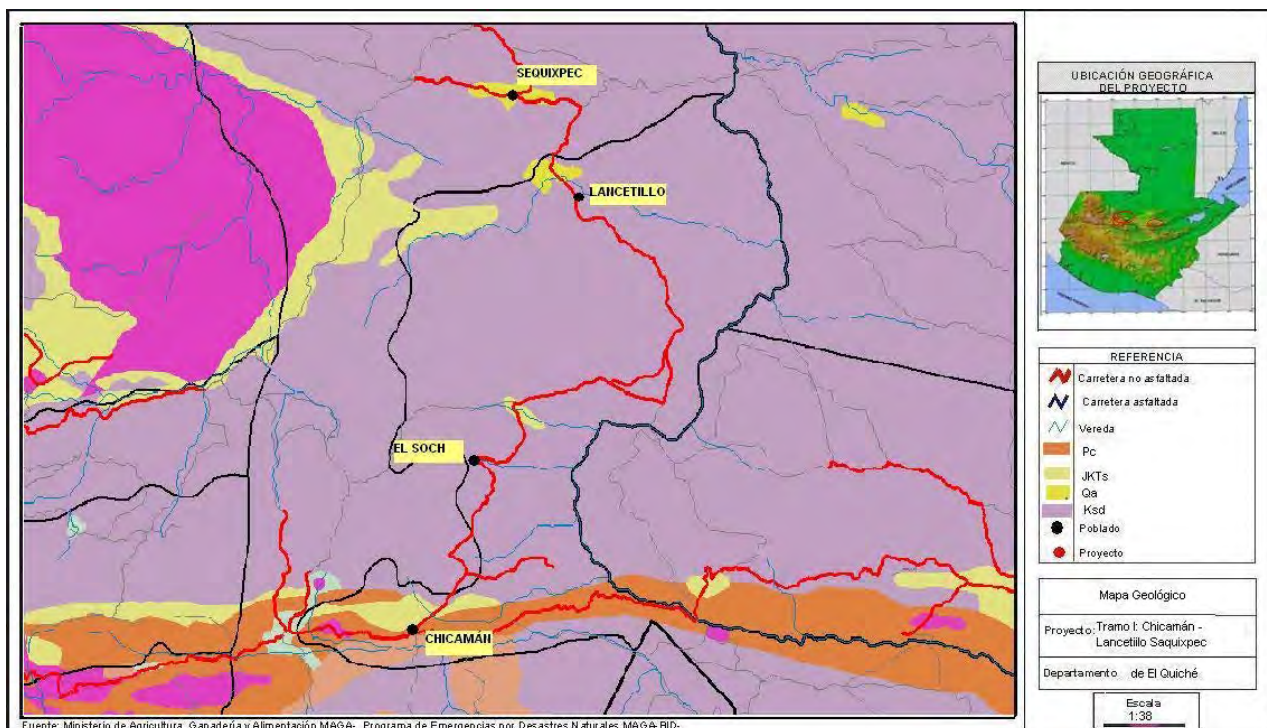 SEQUIXPEC
LANCETILLO
EL SOCH
CHICAMÁN
Fuente: Ministerio de Agricultura, Ganadería y Alimentación MAGA-, Programa de Emergencias por Desastres Naturales MAGA-BID-
UBICACIÓN GEOGRÁFICA
DEL PROYECTO
REFERENCIA
Carretera no asfaltada
Carretera asfaltada
Vereda
Pc
JKTs
Qa
Ksd
Poblado
Proyecto
Mapa Geológico
Proyecto: Tramo I: Chicamán -
Lancetiilo Saquixpec
Departamento de El Quiché
Escala
1:38